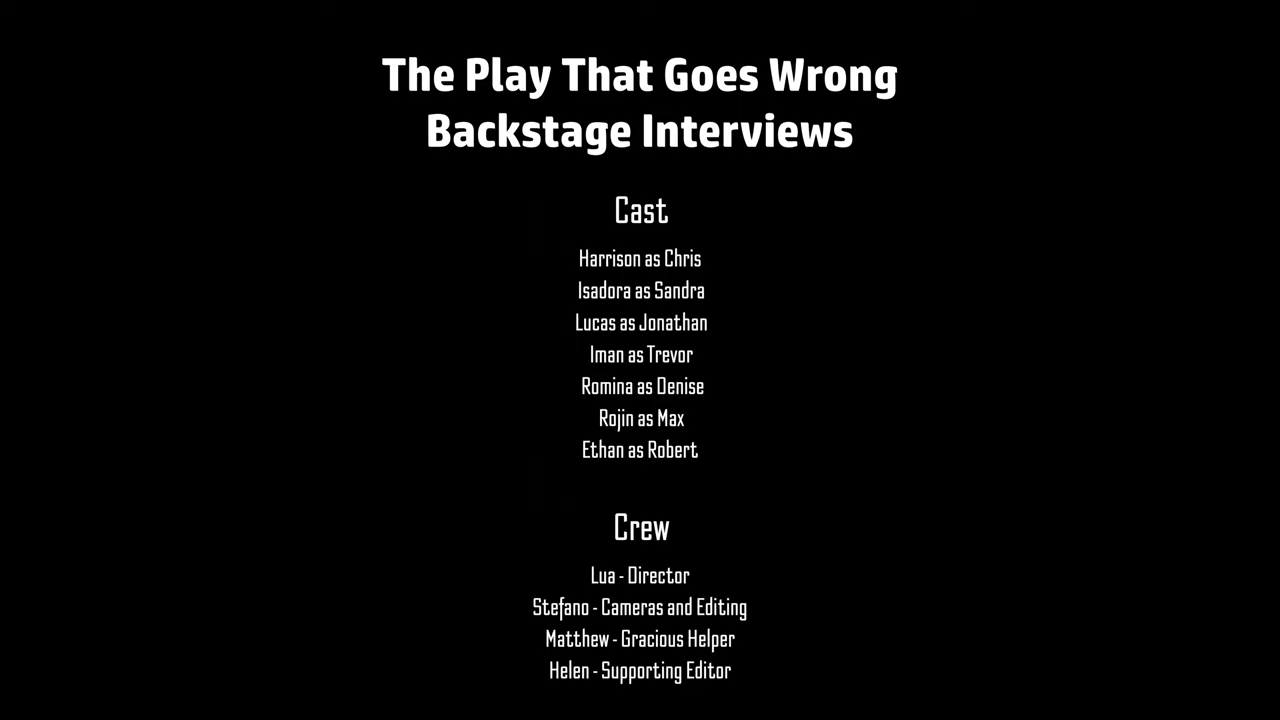 The Play That Goes Wrong
Backstage Interviews
Cast
Harrison as Chris
Isadora as Sandra
Lucas as Jonathan
Iman as Trevor
Romina as Denise
Rojin as Max
Ethan as Robert
Crew
Lua - Director
Stefano - Cameras and Editing
Matthew - Gracious Helper
Helen - Supporting Editor